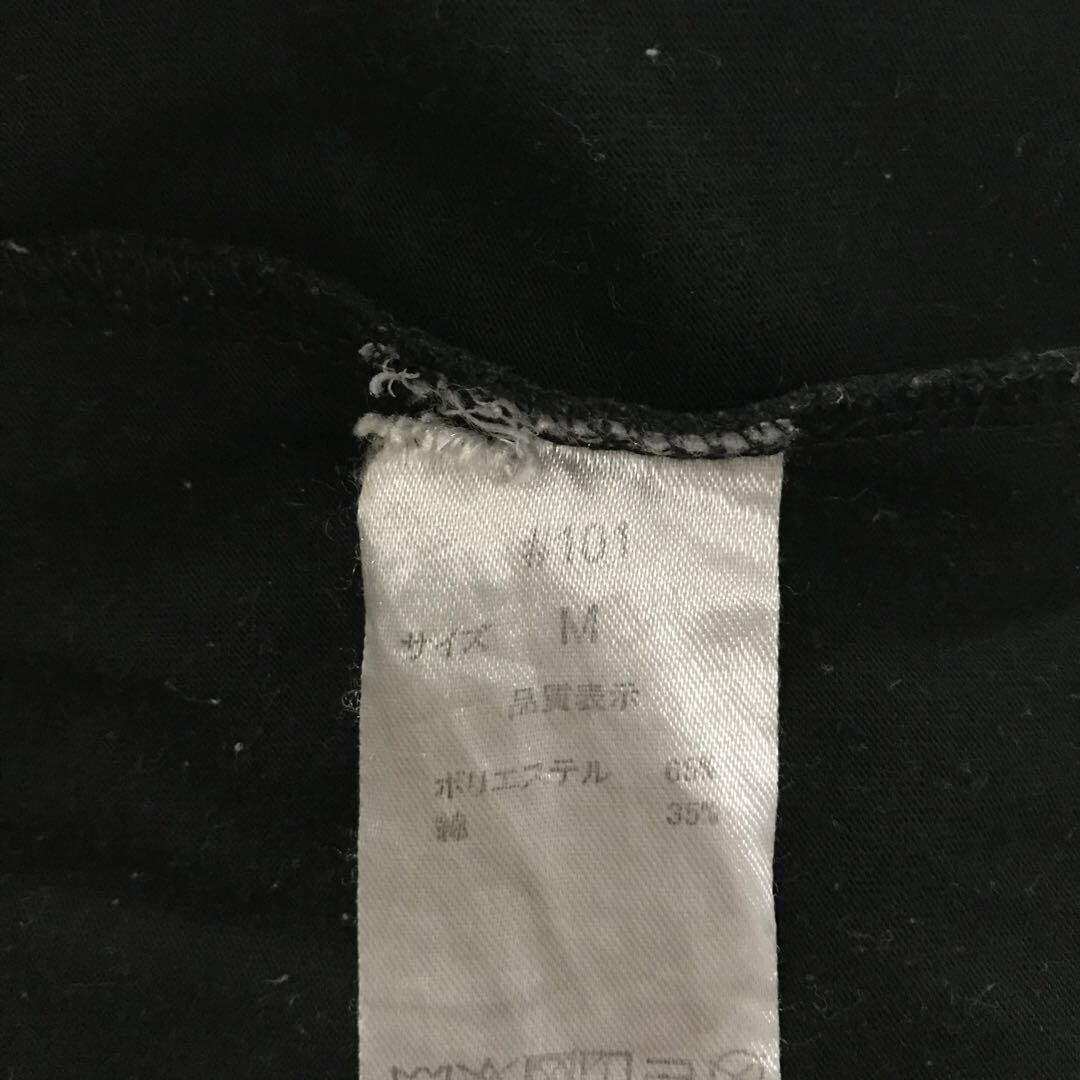 #101
サイズ M
品質表示
ポリエステル 65%
綿 35%